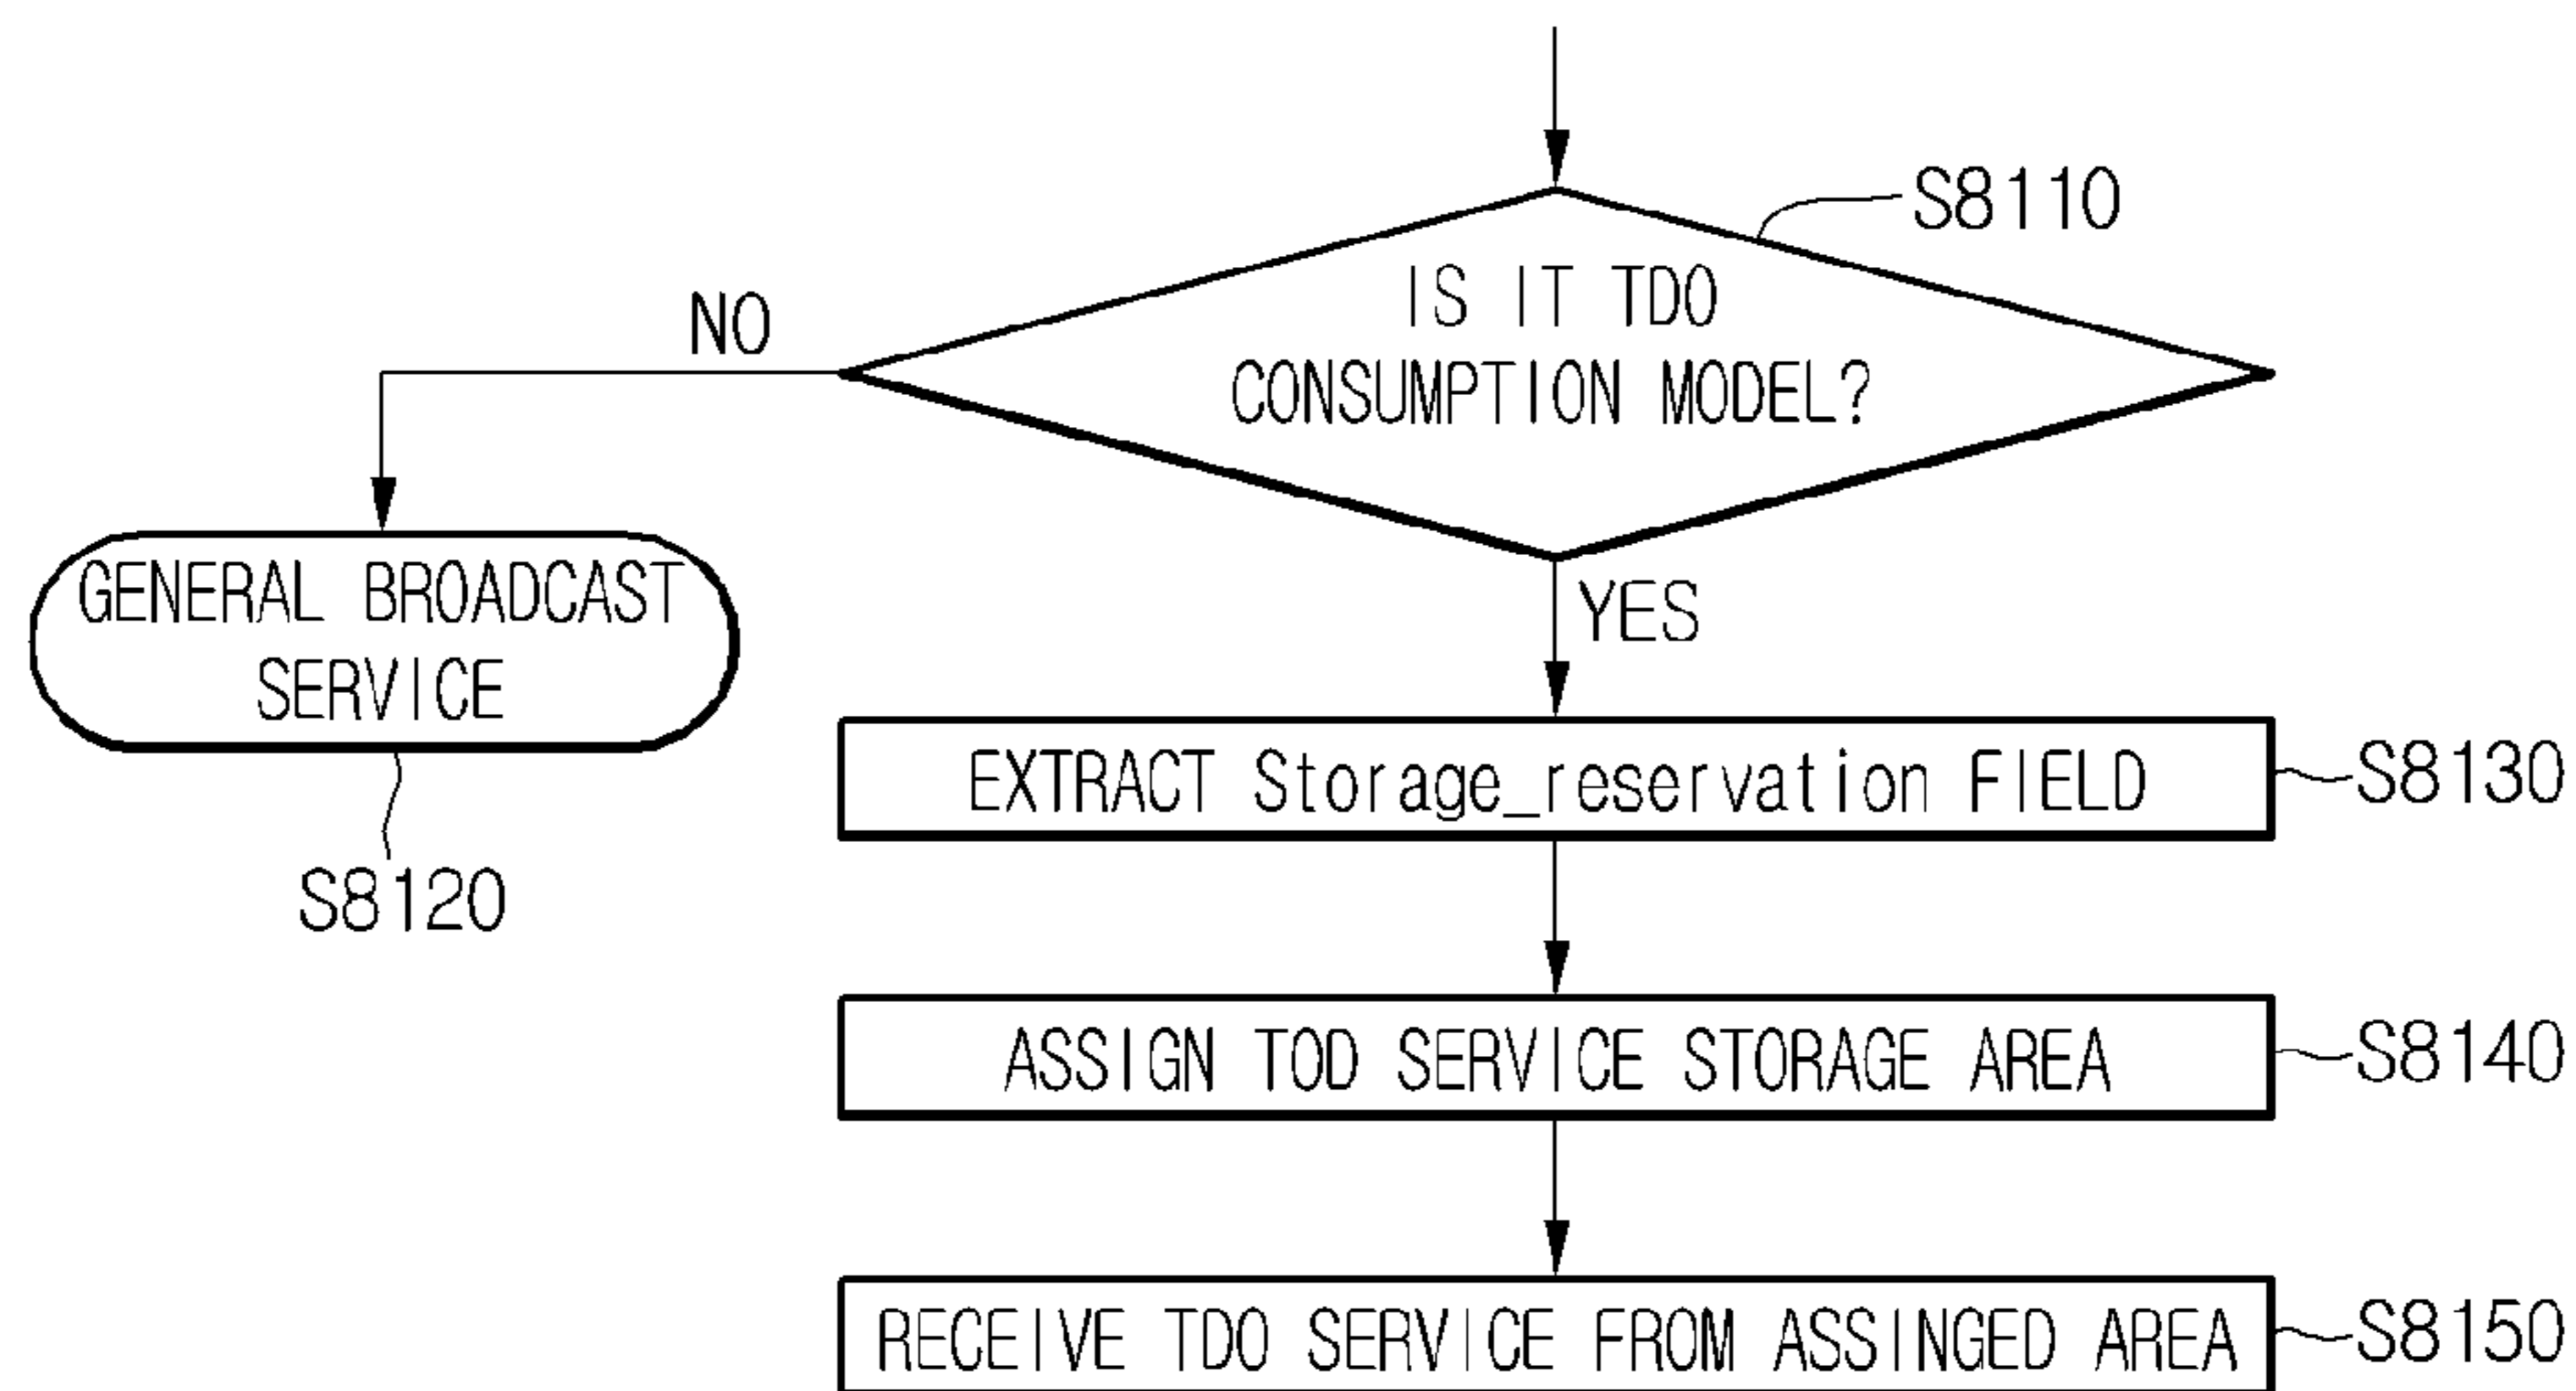 S8110
IS IT TDO
CONSUMPTION MODEL?
NO
GENERAL BROADCAST
SERVICE
S8120
YES
EXTRACT Storage_reservation FIELD
S8130
ASSIGN TOD SERVICE STORAGE AREA
S8140
RECEIVE TDO SERVICE FROM ASSINGED AREA
S8150